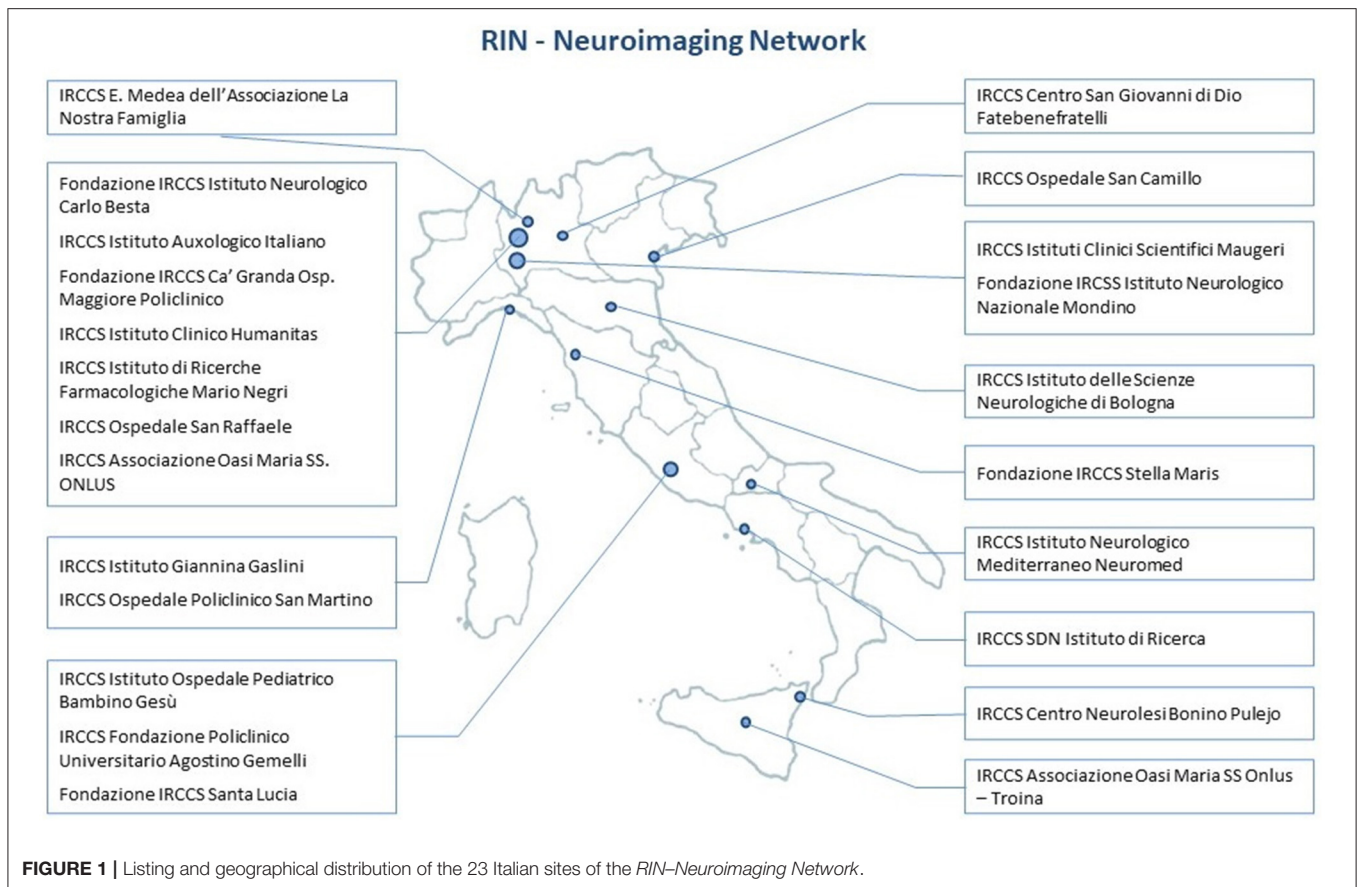 RIN - Neuroimaging Network
IRCCS E. Medea dell'Associazione La
Nostra Famiglia
Fondazione IRCCS Istituto Neurologico
Carlo Besta
IRCCS Istituto Auxologico Italiano
Fondazione IRCCS Ca' Granda Osp.
Maggiore Policlinico
IRCCS Istituto Clinico Humanitas
IRCCS Istituto di Ricerche
Farmacologiche Mario Negri
IRCCS Ospedale San Raffaele
IRCCS Associazione Oasi Maria SS.
ONLUS
IRCCS Istituto Giannina Gaslini
IRCCS Ospedale Policlinico San Martino
IRCCS Istituto Ospedale Pediatrico
Bambino Gesù
IRCCS Fondazione Policlinico
Universitario Agostino Gemelli
Fondazione IRCCS Santa Lucia
IRCCS Centro San Giovanni di Dio
Fatebenefratelli
IRCCS Ospedale San Camillo
IRCCS Istituti Clinici Scientifici Maugeri
Fondazione IRCSS Istituto Neurologico
Nazionale Mondino
IRCCS Istituto delle Scienze
Neurologiche di Bologna
Fondazione IRCCS Stella Maris
IRCCS Istituto Neurologico
Mediterraneo Neuromed
IRCCS SDN Istituto di Ricerca
IRCCS Centro Neurolesi Bonino Pulejo
IRCCS Associazione Oasi Maria SS Onlus
– Troina
FIGURE 1 | Listing and geographical distribution of the 23 Italian sites of the RIN–Neuroimaging Network.